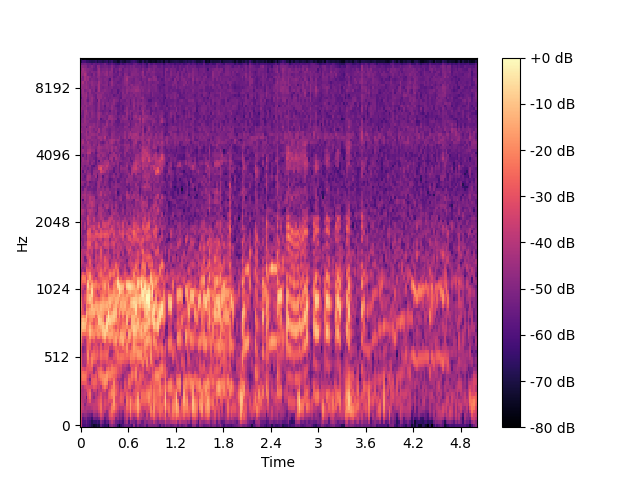 +0 dB
8192
-10 dB
4096
-20 dB
-30 dB
2048
Hz
-40 dB
1024
-50 dB
512
-60 dB
-70 dB
0
-80 dB
0 0.6 1.2 1.8 2.4 3 3.6 4.2 4.8
Time